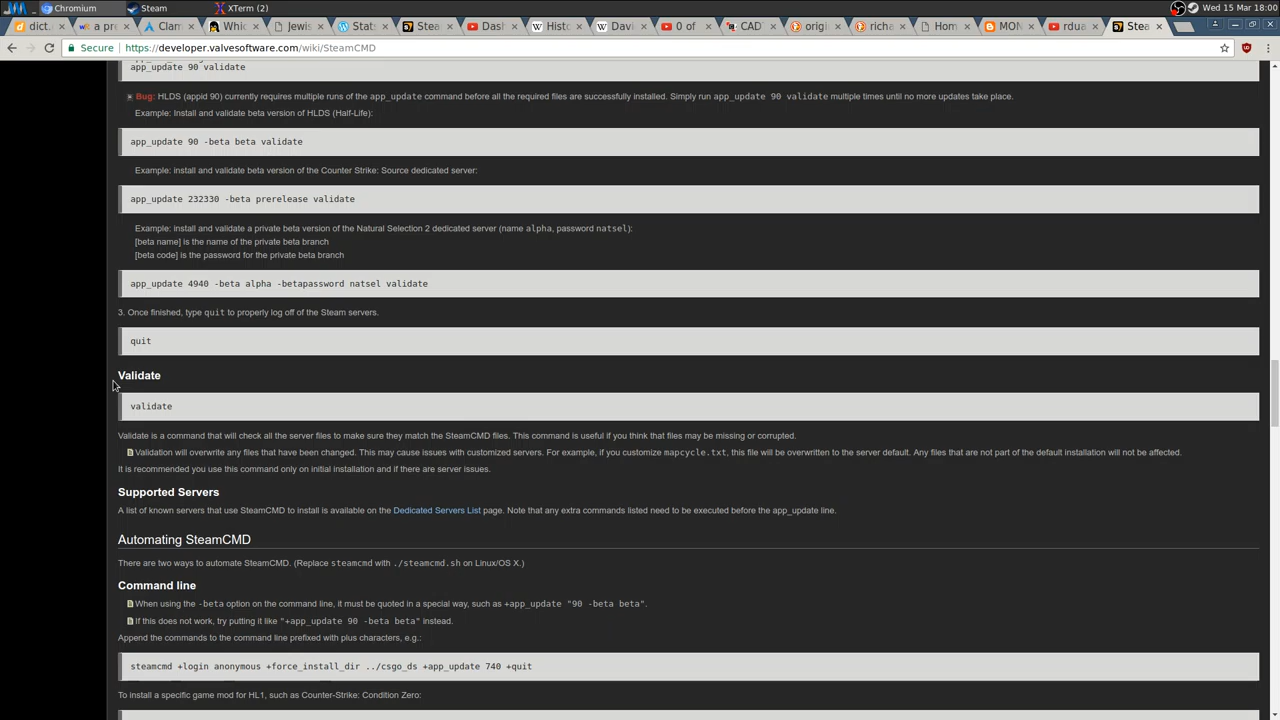 Chromium Steam XTerm (2) Wed 15 Mar 18:00
dict. a pr Clam Whic lewis Stat: Stea Dash Histo Davi 0 of CAD origi richa Hom MON rdua Stea
Secure https://developer.valvesoftware.com/wiki/SteamCMD
app_update 90 validate
Bug: HLDS (appid 90) currently requires multiple runs of the app_update command before all the required files are successfully installed. Simply run app_update 90 validate multiple times until no more updates take place.
Example: Install and validate beta version of HLDS (Half-Life):
app_update 90 -beta beta validate
Example: install and validate beta version of the Counter Strike: Source dedicated server:
app_update 232330 -beta prerelease validate
Example: install and validate a private beta version of the Natural Selection 2 dedicated server (name alpha, password natsel):
[beta name] is the name of the private beta branch
[beta code] is the password for the private beta branch
app_update 4940 -beta alpha -betapassword natsel validate
3. Once finished, type quit to properly log off of the Steam servers.
quit
Validate
validate
Validate is a command that will check all the server files to make sure they match the SteamCMD files. This command is useful if you think that files may be missing or corrupted.
Validation will overwrite any files that have been changed. This may cause issues with customized servers. For example, if you customize mapcycle.txt, this file will be overwritten to the server default. Any files that are not part of the default installation will not be affected.
It is recommended you use this command only on initial installation and if there are server issues.
Supported Servers
A list of known servers that use SteamCMD to install is available on the Dedicated Servers List page. Note that any extra commands listed need to be executed before the app_update line.
Automating SteamCMD
There are two ways to automate SteamCMD. (Replace steamcmd with ./steamcmd.sh on Linux/OS X.)
Command line
When using the -beta option on the command line, it must be quoted in a special way, such as +app_update "90 -beta beta".
If this does not work, try putting it like "+app_update 90 -beta beta" instead.
Append the commands to the command line prefixed with plus characters, e.g.:
steamcmd +login anonymous +force_install_dir ../csgo_ds +app_update 740 +quit
To install a specific game mod for HL1, such as Counter-Strike: Condition Zero: